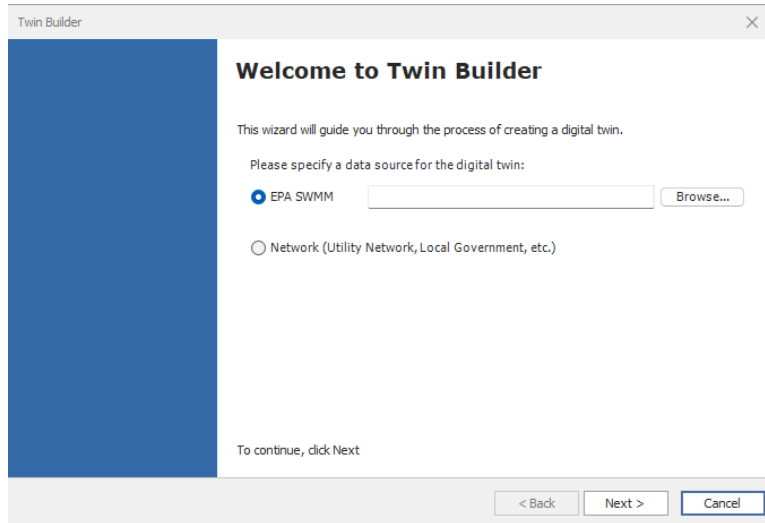 Twin Builder
Welcome to Twin Builder
This wizard will guide you through the process of creating a digital twin.
Please specify a data source for the digital twin:
EPA SWMM
Browse...
Network (Utility Network, Local Government, etc.)
To continue, click Next
< Back
Next >
Cancel